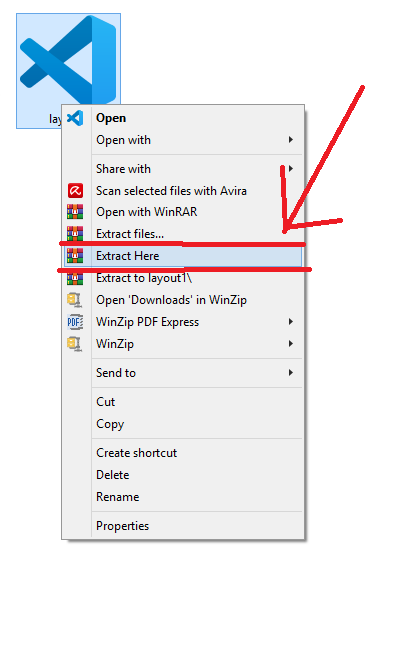 lay
Open
Open with
Share with
Scan selected files with Avira
Open with WinRAR
Extract files...
Extract Here
Extract to layout1\
Open 'Downloads' in WinZip
PDF
WinZip PDF Express
WinZip
Send to
Cut
Copy
Create shortcut
Delete
Rename
Properties